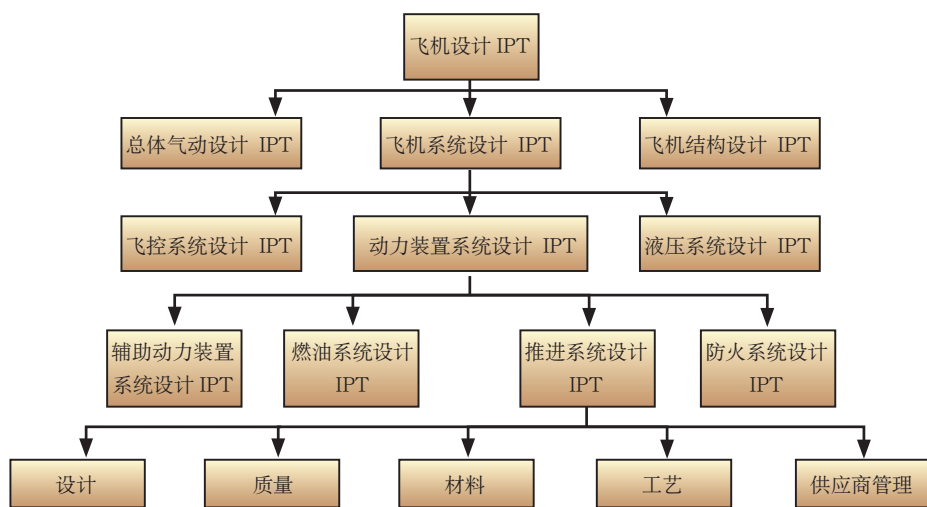 飞机设计 IPT
总体气动设计 IPT
飞机系统设计 IPT
飞机结构设计 IPT
飞控系统设计 IPT
动力装置系统设计 IPT
液压系统设计 IPT
辅助动力装置
系统设计 IPT
燃油系统设计
IPT
推进系统设计
IPT
防火系统设计
IPT
设计
质量
材料
工艺
供应商管理